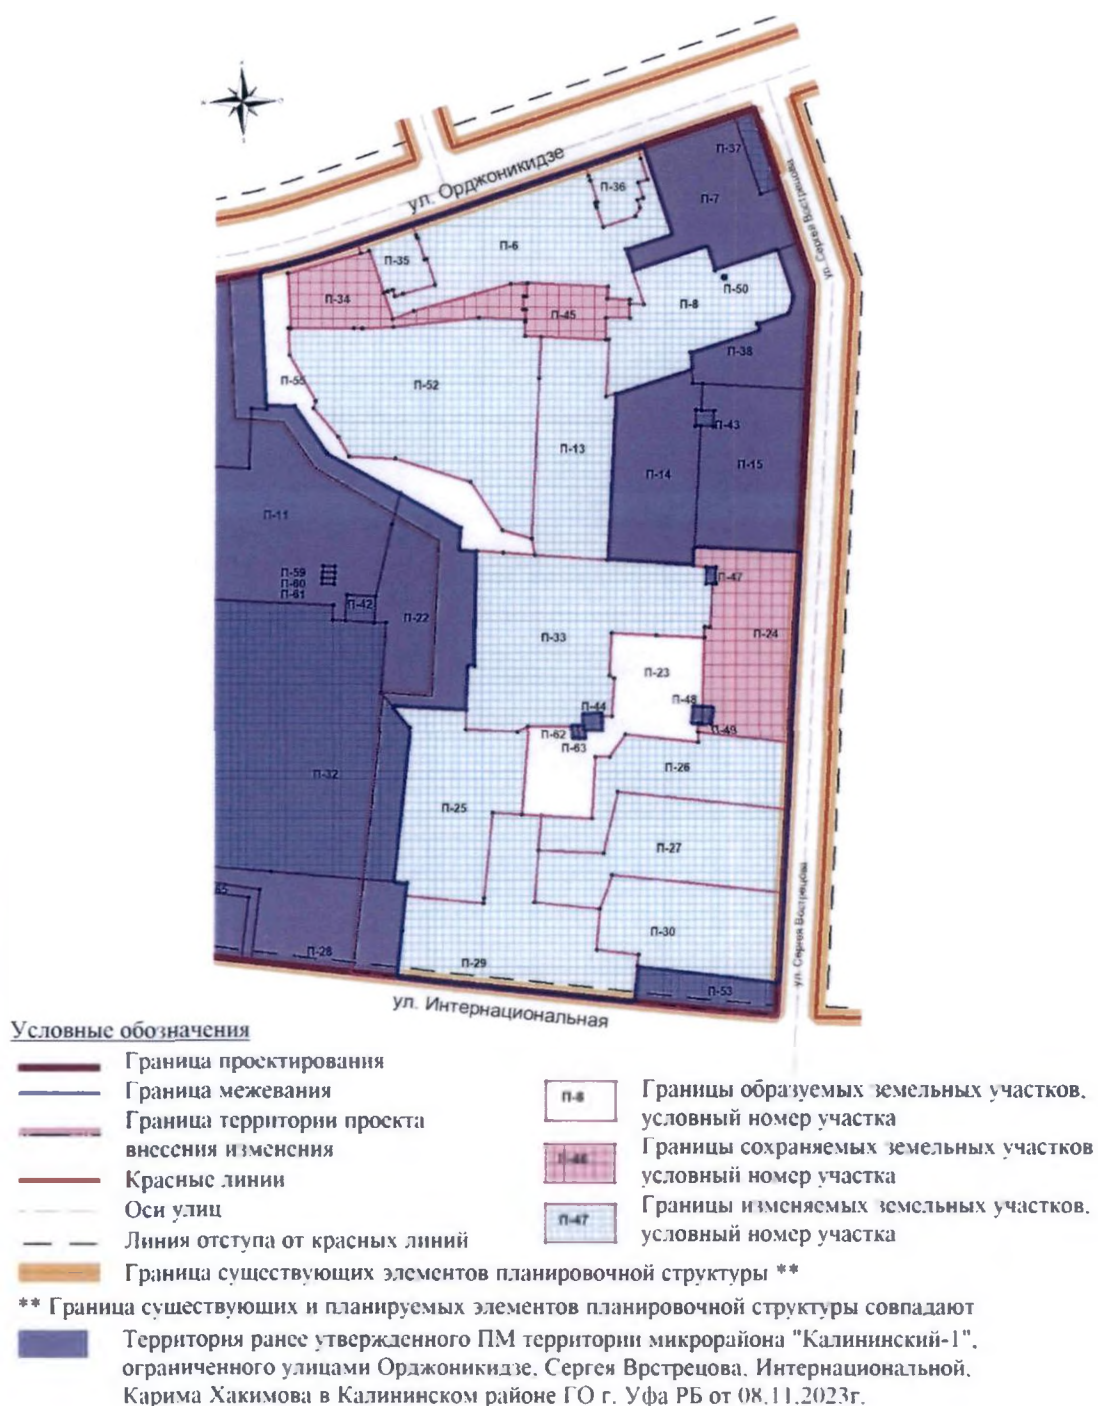 ул. Орджоникидзе
П-37
П-36
П-7
ул. Сергея Вострецова
П-6
П-35
П-34
П-45
П-8
П-50
П-38
П-55
П-52
П-43
П-13
П-14
П-15
П-11
П-59
П-60
П-61
П-42
П-22
П-47
П-24
П-33
П-23
П-48
П-44
П-49
П-62
П-63
П-26
П-32
П-25
П-27
П-30
П-28
П-29
П-53
ул. Сергея Вострецова
ул. Интернациональная
Условные обозначения
Граница проектирования
Граница межевания
Граница территории проекта
внесения изменения
Красные линии
Оси улиц
Линия отступа от красных линий
Граница существующих элементов планировочной структуры **
П-8
Границы образуемых земельных участков,
условный номер участка
Границы сохраняемых земельных участков
условный номер участка
П-47
Границы изменяемых земельных участков,
условный номер участка
** Граница существующих и планируемых элементов планировочной структуры совпадают
Территория ранее утвержденного ПМ территории микрорайона "Калининский-1",
ограниченного улицами Орджоникидзе, Сергея Врстрецова, Интернациональной,
Карима Хакимова в Калининском районе ГО г. Уфа РБ от 08.11.2023г.